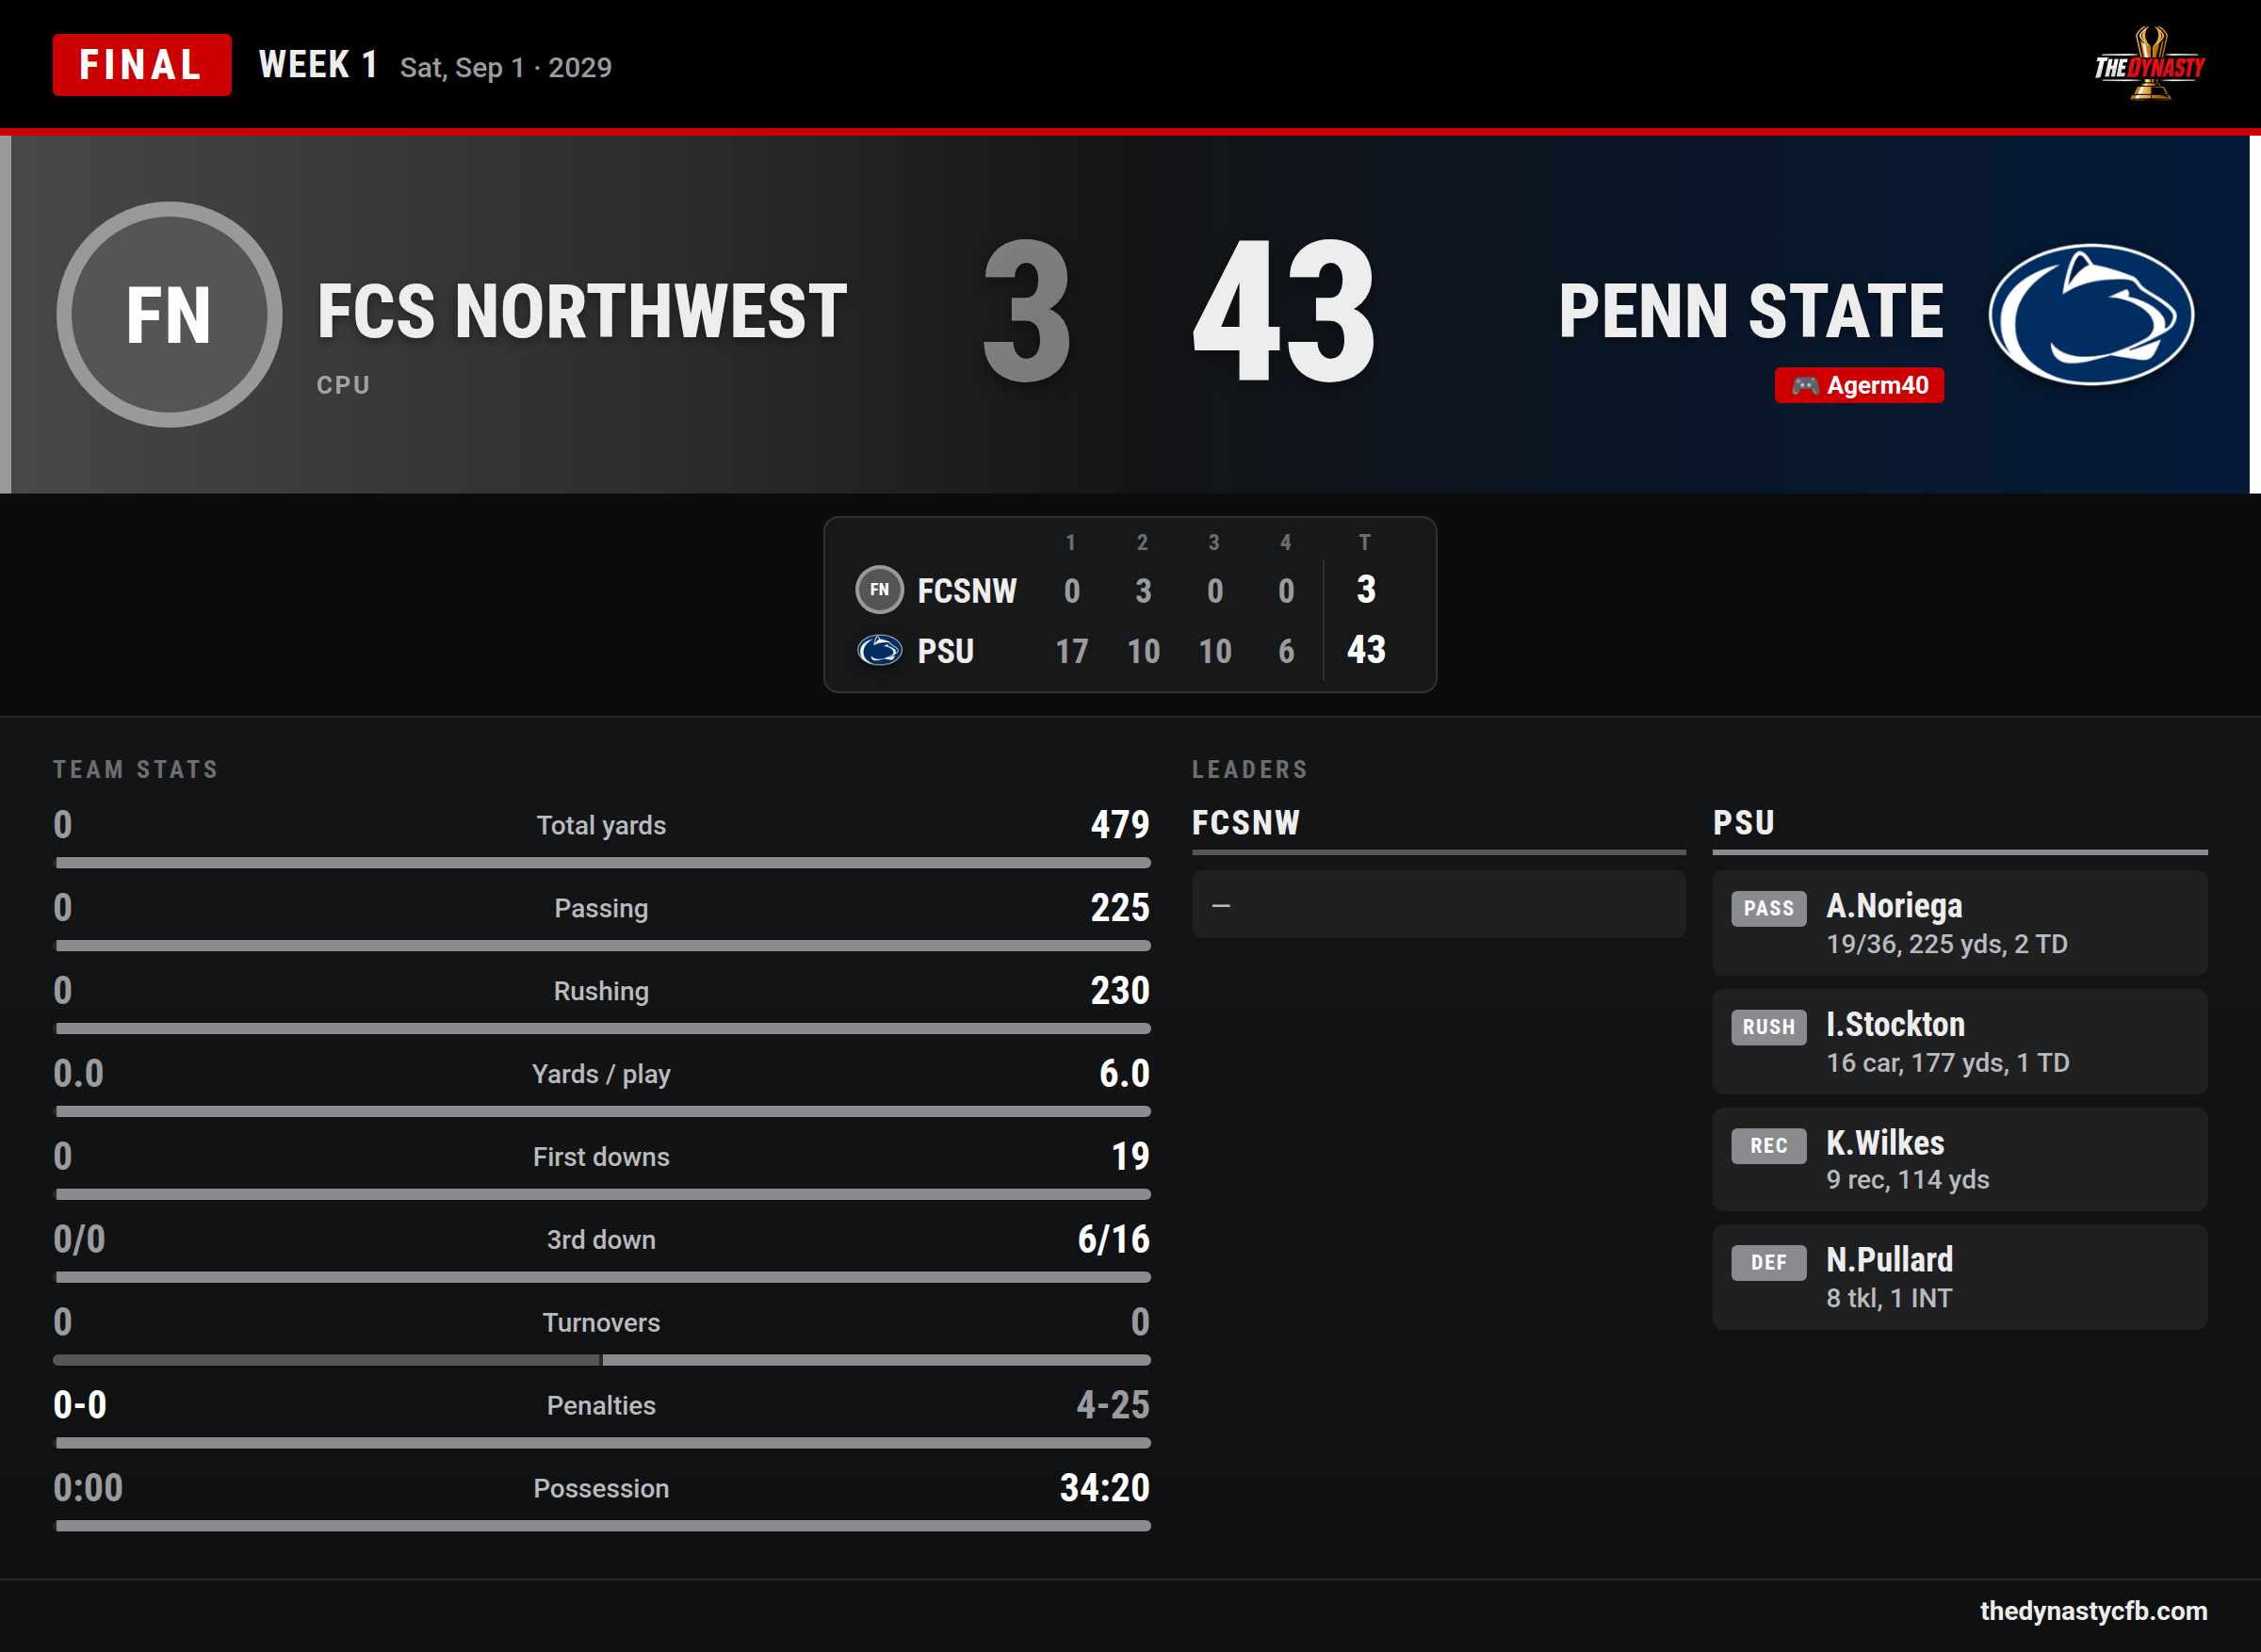 FINAL WEEK 1 Sat, Sep 1 · 2029
THE DYNASTY
FN
FCS NORTHWEST
CPU
3 43
PENN STATE
🎮 Agerm40
1 2 3 4 T
FN FCSNW 0 3 0 0 3
PSU 17 10 10 6 43
TEAM STATS
0 Total yards 479
0 Passing 225
0 Rushing 230
0.0 Yards / play 6.0
0 First downs 19
0/0 3rd down 6/16
0 Turnovers 0
0-0 Penalties 4-25
0:00 Possession 34:20
LEADERS
FCSNW
—
PSU
PASS A.Noriega
19/36, 225 yds, 2 TD
RUSH I.Stockton
16 car, 177 yds, 1 TD
REC K.Wilkes
9 rec, 114 yds
DEF N.Pullard
8 tkl, 1 INT
thedynastycfb.com